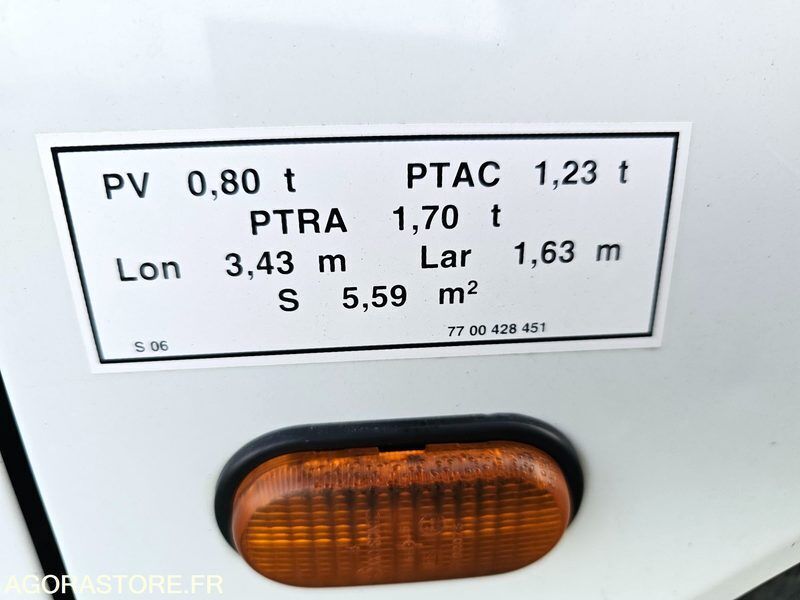 PV 0,80 t PTAC 1,23 t
PTRA 1,70 t
Lon 3,43 m Lar 1,63 m
S 5,59 m²
S 06 77 00 428 451
AGORASTORE.FR